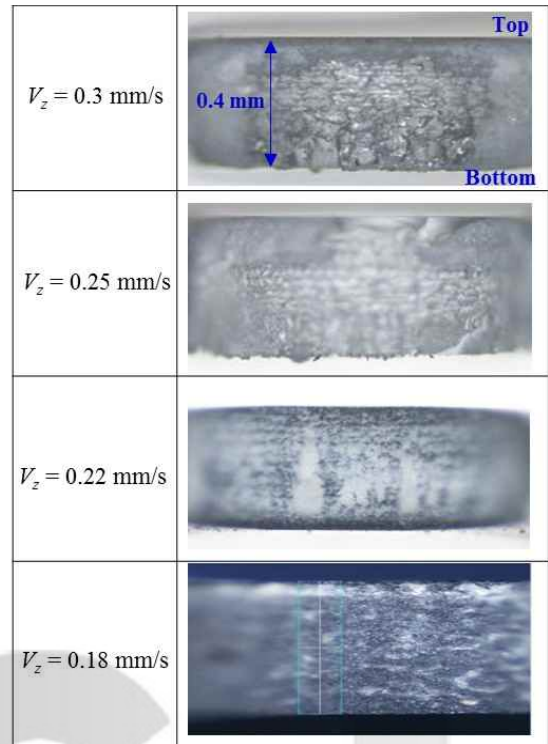 V_z = 0.3 mm/s
Top
0.4 mm
Bottom
V_z = 0.25 mm/s
V_z = 0.22 mm/s
V_z = 0.18 mm/s